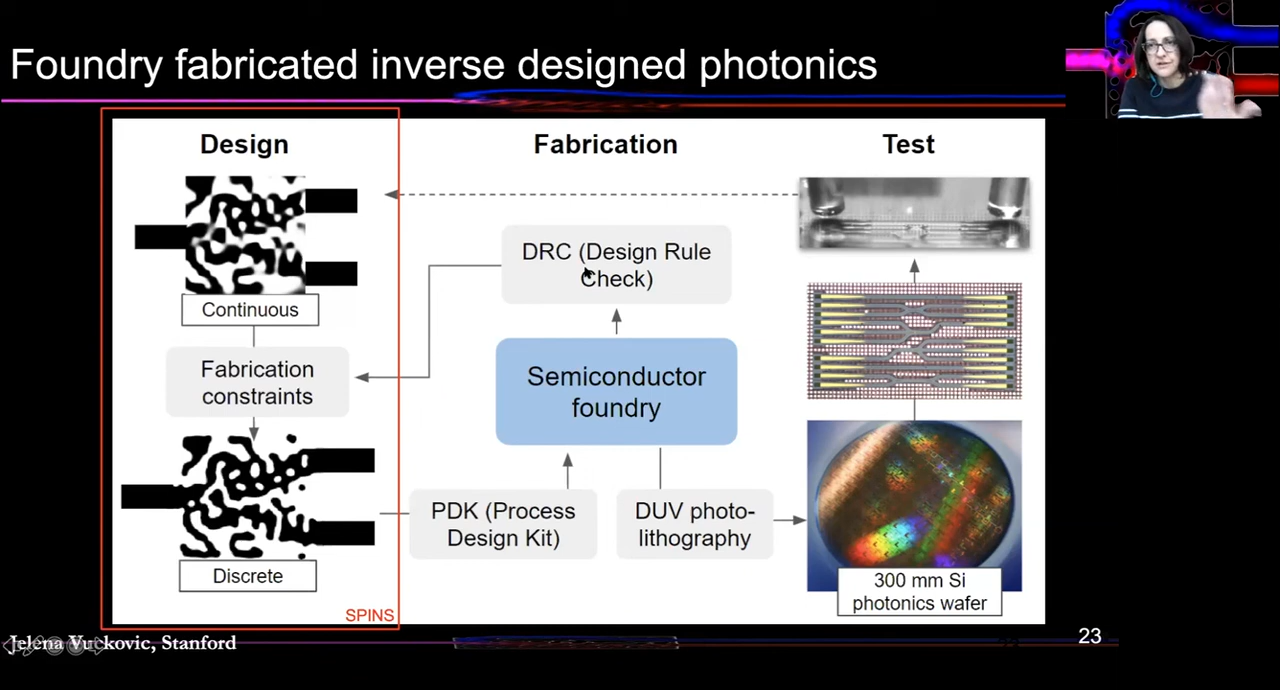 Foundry fabricated inverse designed photonics
Design
Fabrication
Test
Continuous
DRC (Design Rule
Check)
Fabrication
constraints
Semiconductor
foundry
Discrete
PDK (Process
Design Kit)
DUV photo-
lithography
300 mm Si
photonics wafer
SPINS
Jelena Vuckovic, Stanford
23